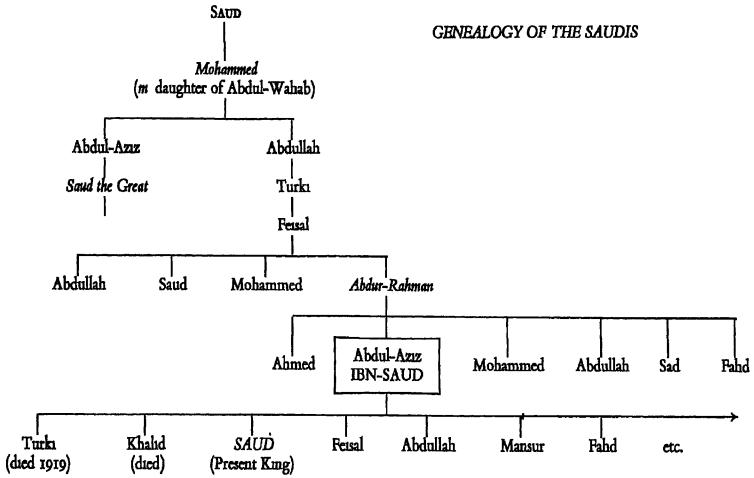 SAUD
GENEALOGY OF THE SAUDIS
Mohammed
(m daughter of Abdul-Wahab)
Abdul-Aziz Abdullah
Saud the Great Turki
Feisal
Abdullah Saud Mohammed Abdur-Rahman
Ahmed Abdul-Aziz IBN-SAUD Mohammed Abdullah Sad Fahd
Turki Khalid SAUD Feisal Abdullah Mansur Fahd etc.
(died 1919) (died) (Present King)